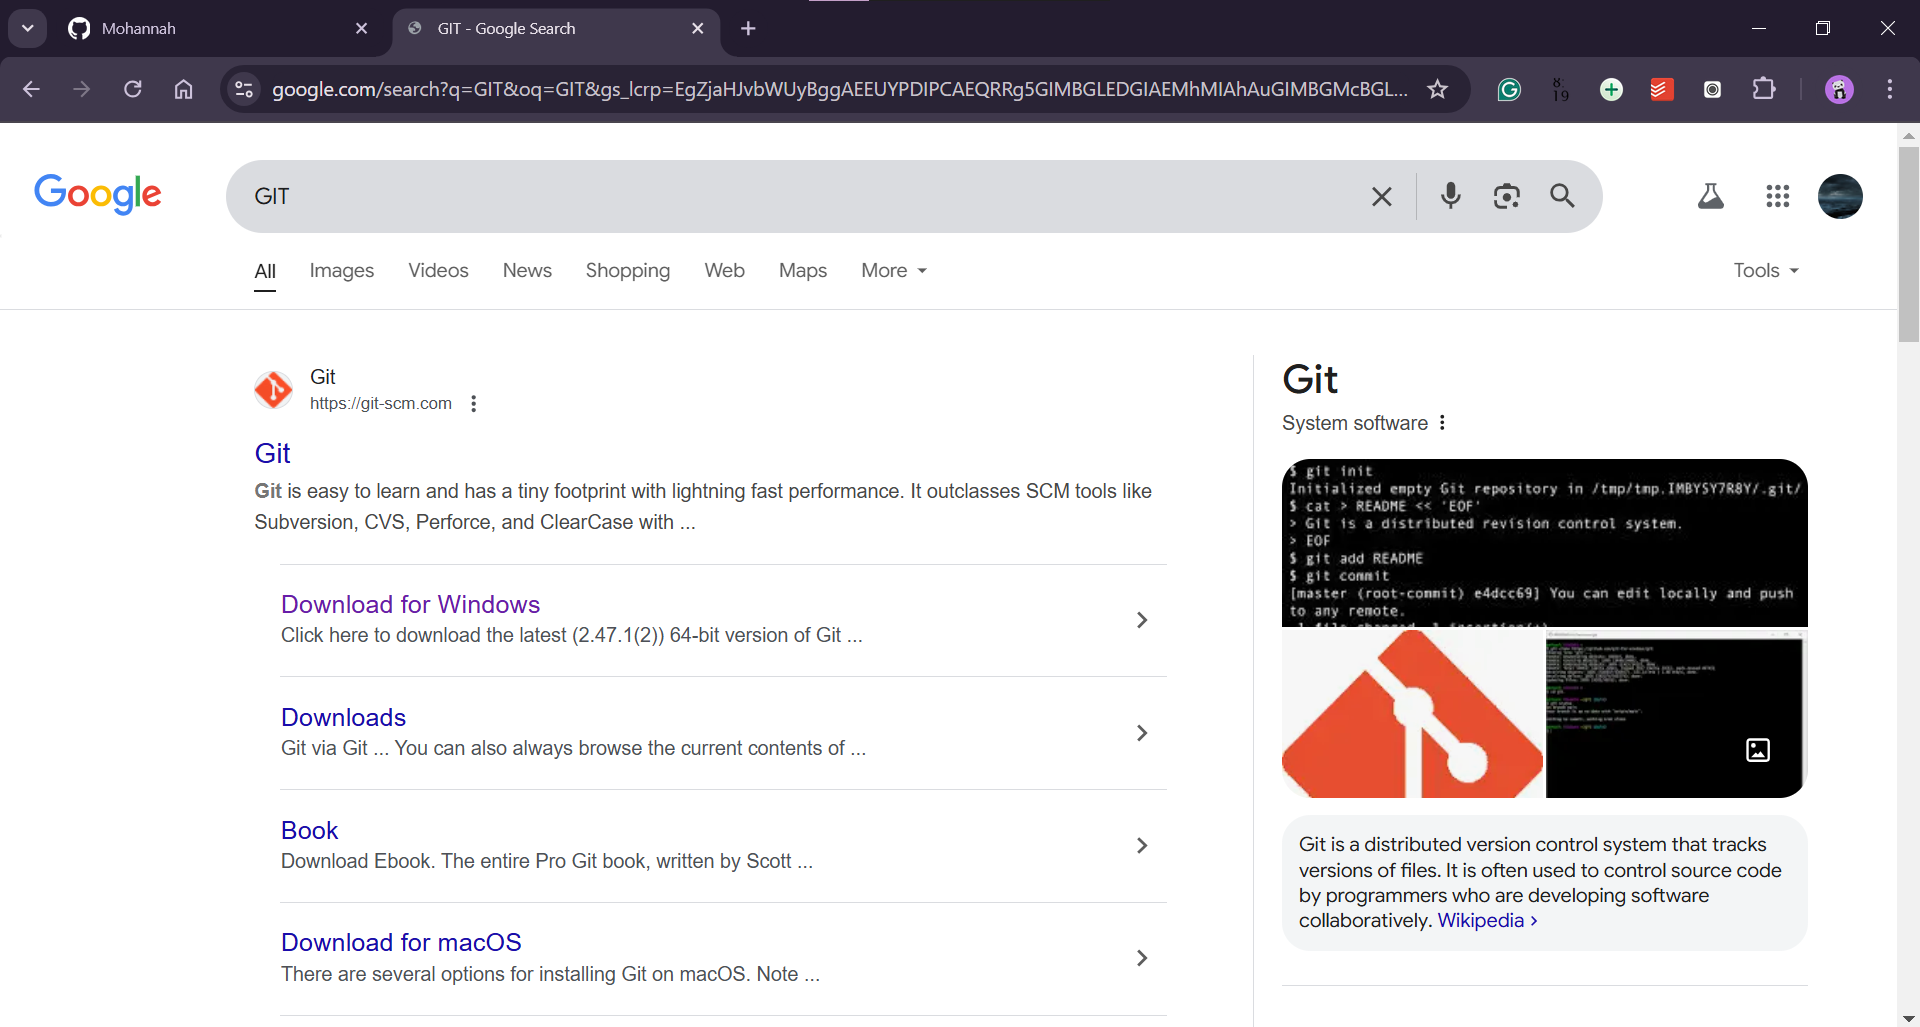 Mohannah
GIT - Google Search
google.com/search?q=GIT&oq=GIT&gs_lcrp=EgZjaHJvbWUyBggAEEUYPDIPCAEQRRg5GIMBGLEDGIAEMhMIAhAuGIMBGMcBGL...
8:
19
Google
GIT
All
Images
Videos
News
Shopping
Web
Maps
More
Tools
Git
https://git-scm.com
Git
Git is easy to learn and has a tiny footprint with lightning fast performance. It outclasses SCM tools like
Subversion, CVS, Perforce, and ClearCase with ...
Download for Windows
Click here to download the latest (2.47.1(2)) 64-bit version of Git ...
Downloads
Git via Git ... You can also always browse the current contents of ...
Book
Download Ebook. The entire Pro Git book, written by Scott ...
Download for macOS
There are several options for installing Git on macOS. Note ...
Git
System software
$ git init
Initialized empty Git repository in /tmp/tmp.IMBYSY7R8Y/.git/
$ cat > README << 'EOF'
> Git is a distributed revision control system.
> EOF
$ git add README
$ git commit
[master (root-commit) e4dcc69] You can edit locally and push
to any remote.
Git is a distributed version control system that tracks
versions of files. It is often used to control source code
by programmers who are developing software
collaboratively. Wikipedia ›